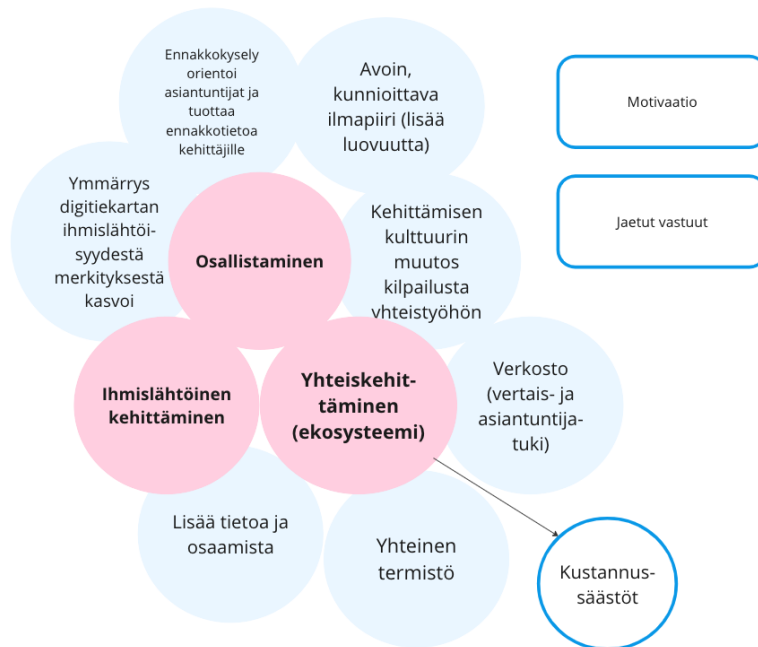 Ennakkokysely
orientoi
asiantuntijat ja
tuottaa
ennakkotietoa
kehittäjille
Avoin,
kunnioittava
ilmapiiri (lisää
luovuutta)
Motivaatio
Ymmärrys
digitiekartan
ihmislähtöi-
syydestä
merkityksestä
kasvoi
Osallistaminen
Kehittämisen
kulttuurin
muutos
kilpailusta
yhteistyöhön
Jaetut vastuut
Ihmislähtöinen
kehittäminen
Yhteiskehit-
täminen
(ekosysteemi)
Verkosto
(vertais- ja
asiantuntija-
tuki)
Lisää tietoa ja
osaamista
Yhteinen
termistö
Kustannus-
säästöt